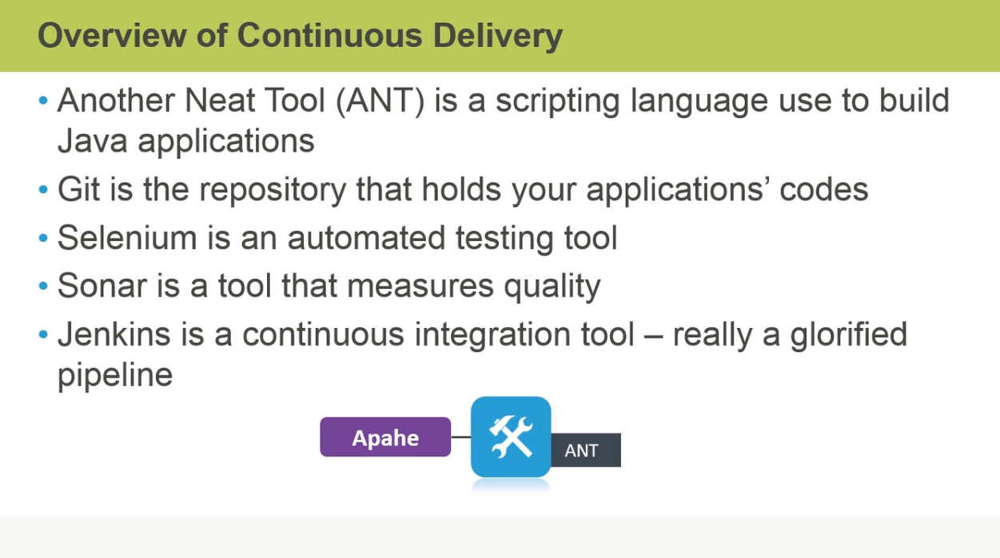 Overview of Continuous Delivery
• Another Neat Tool (ANT) is a scripting language use to build
Java applications
• Git is the repository that holds your applications’ codes
• Selenium is an automated testing tool
• Sonar is a tool that measures quality
• Jenkins is a continuous integration tool – really a glorified
pipeline
Apahe
ANT